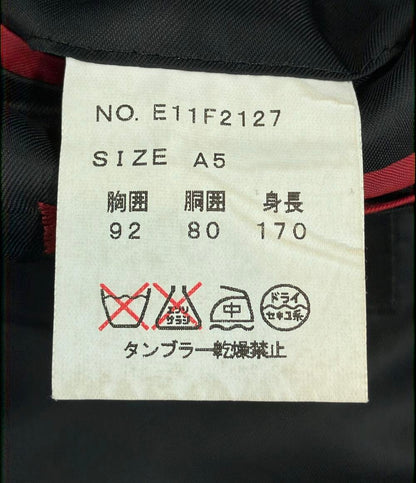 NO. E11F2127
SIZE A5
胸囲 胴囲 身長
92 80 170
エンソ サラシ 中 ドライ セキユ系
タンブラー乾燥禁止